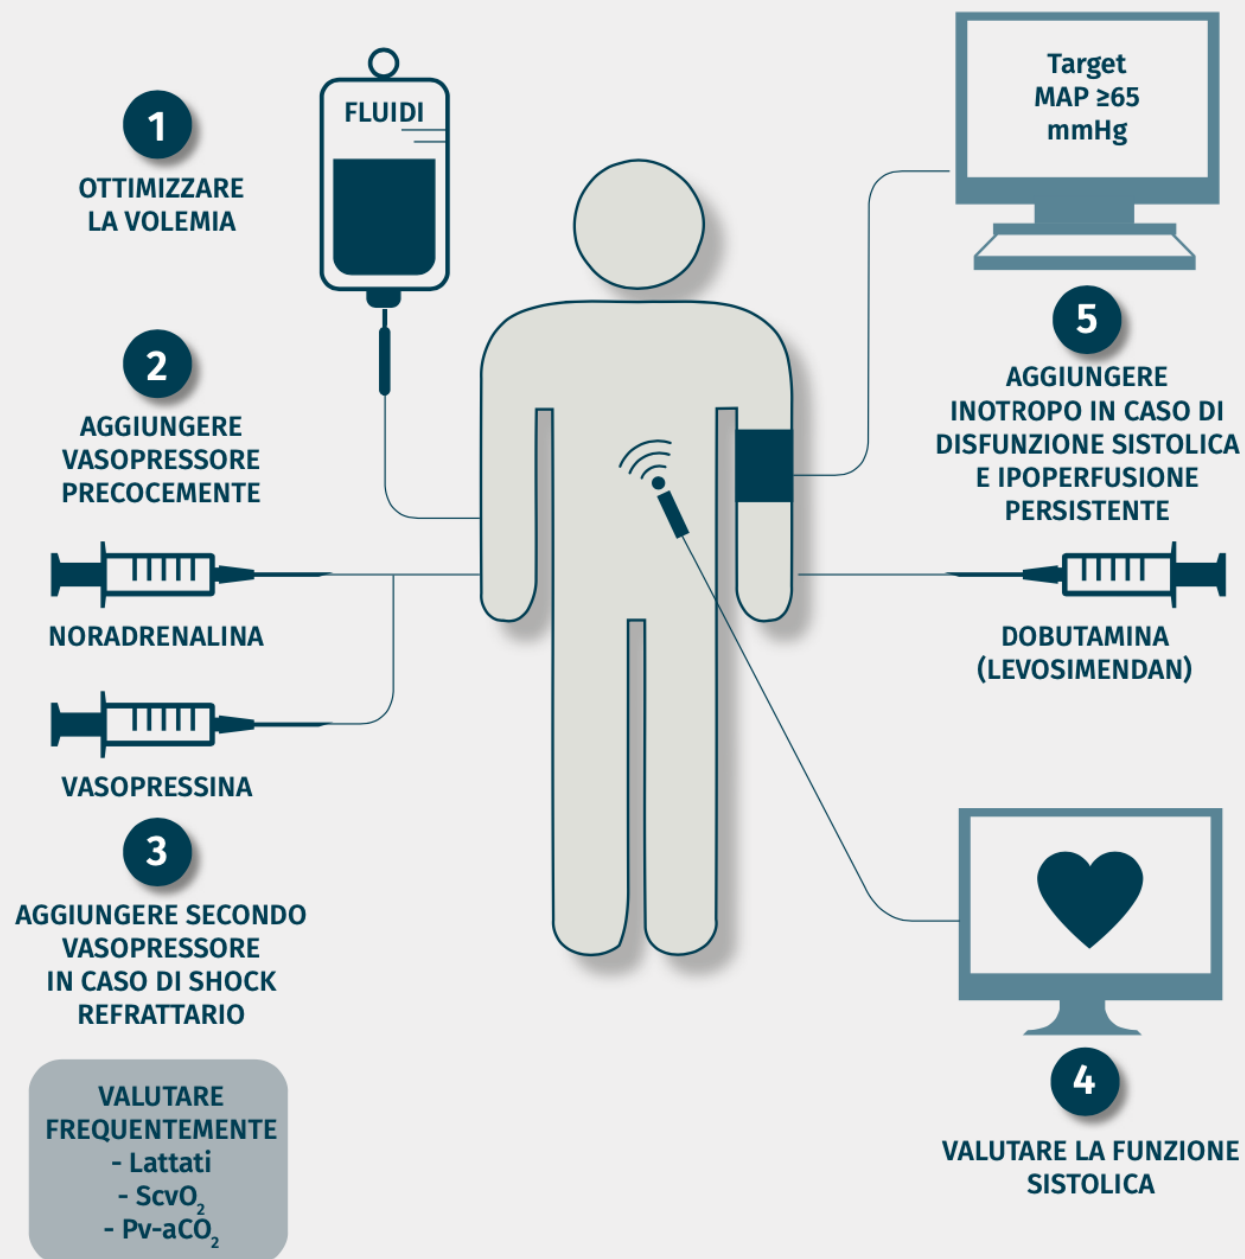 FLUIDI
1
OTTIMIZZARE
LA VOLEMIA
2
AGGIUNGERE
VASOPRESSORE
PRECOCEMENTE
NORADRENALINA
VASOPRESSINA
3
AGGIUNGERE SECONDO
VASOPRESSORE
IN CASO DI SHOCK
REFRATTARIO
VALUTARE
FREQUENTEMENTE
- Lattati
- ScvO₂
- Pv-aCO₂
Target
MAP ≥65
mmHg
5
AGGIUNGERE
INOTROPO IN CASO DI
DISFUNZIONE SISTOLICA
E IPOPERFUSIONE
PERSISTENTE
DOBUTAMINA
(LEVOSIMENDAN)
4
VALUTARE LA FUNZIONE
SISTOLICA